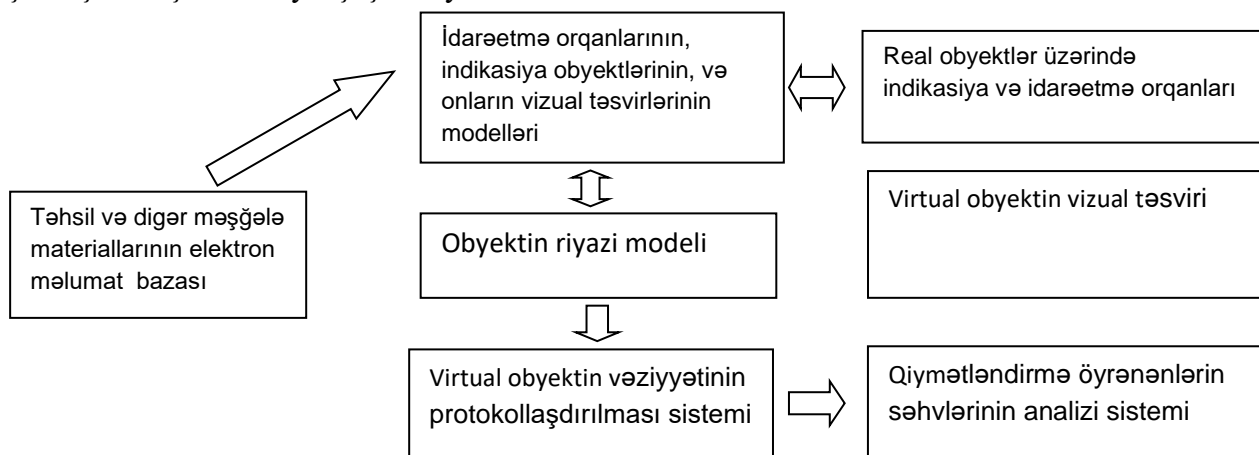 İdarəetmə orqanlarının,
indikasiya obyektlərinin, və
onların vizual təsvirlərinin
modelləri
Real obyektlər üzərində
indikasiya və idarəetmə orqanları
Təhsil və digər məşğələ
materiallarının elektron
məlumat bazası
Obyektin riyazi modeli
Virtual obyektin vizual təsviri
Virtual obyektin vəziyyətinin
protokollaşdırılması sistemi
Qiymətləndirmə öyrənənlərin
səhvlərinin analizi sistemi